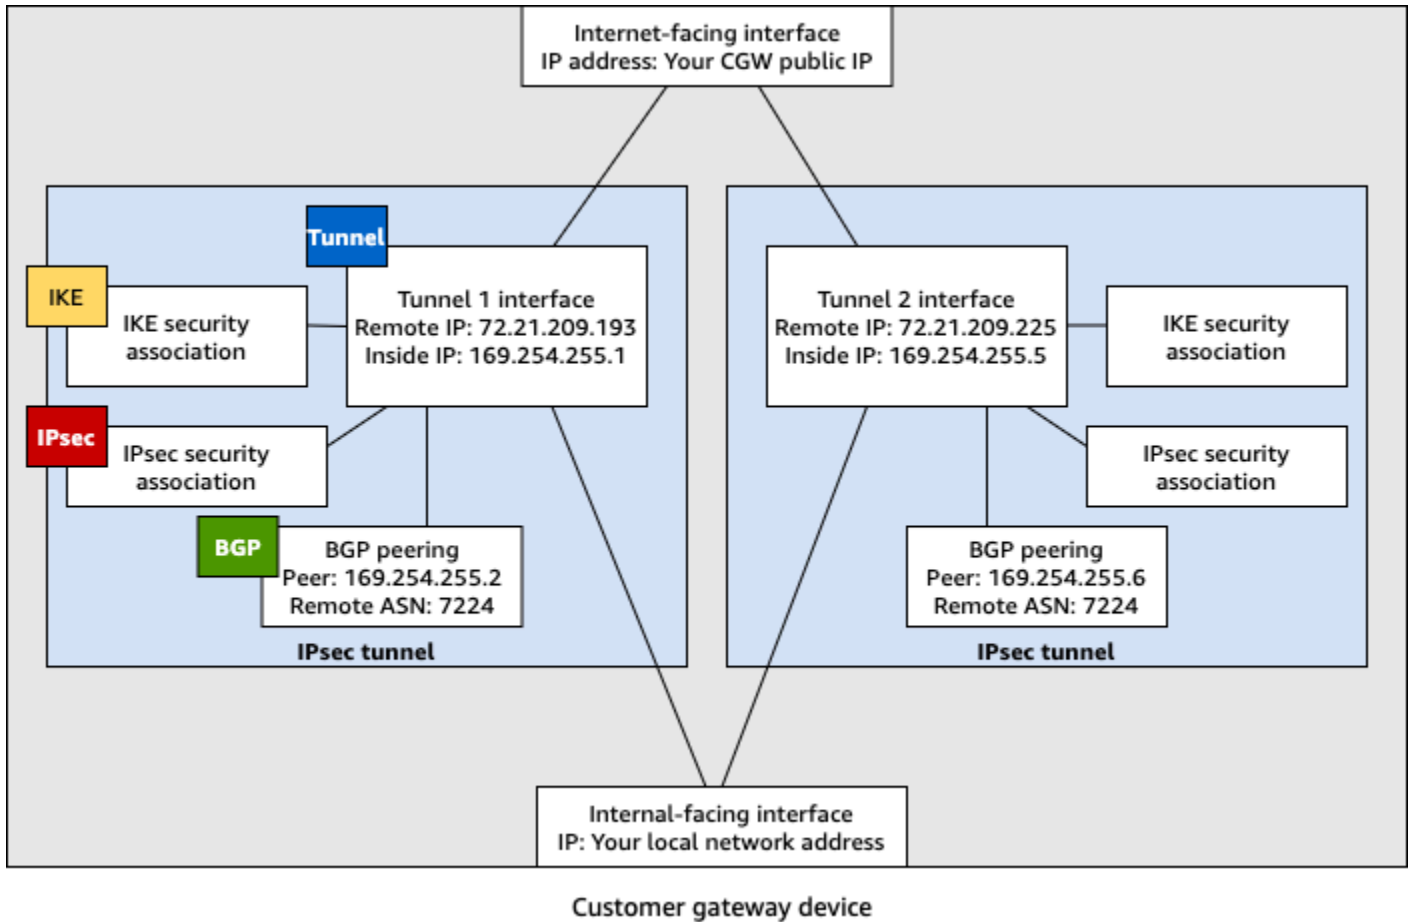 Internet-facing interface
IP address: Your CGW public IP
Tunnel
IKE
Tunnel 1 interface
Remote IP: 72.21.209.193
Inside IP: 169.254.255.1
IKE security
association
IPsec
IPsec security
association
BGP
BGP peering
Peer: 169.254.255.2
Remote ASN: 7224
IPsec tunnel
Tunnel 2 interface
Remote IP: 72.21.209.225
Inside IP: 169.254.255.5
IKE security
association
IPsec security
association
BGP peering
Peer: 169.254.255.6
Remote ASN: 7224
IPsec tunnel
Internal-facing interface
IP: Your local network address
Customer gateway device